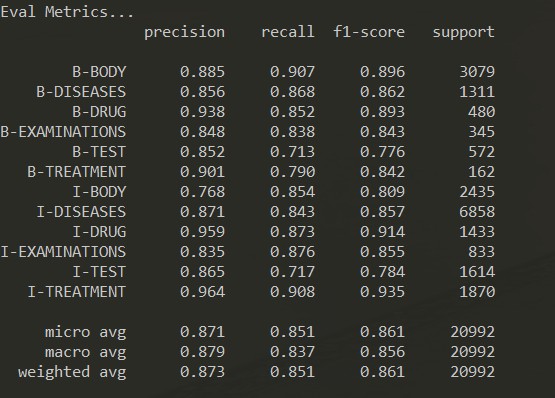 Eval Metrics...
precision recall f1-score support
B-BODY 0.885 0.907 0.896 3079
B-DISEASES 0.856 0.868 0.862 1311
B-DRUG 0.938 0.852 0.893 480
B-EXAMINATIONS 0.848 0.838 0.843 345
B-TEST 0.852 0.713 0.776 572
B-TREATMENT 0.901 0.790 0.842 162
I-BODY 0.768 0.854 0.809 2435
I-DISEASES 0.871 0.843 0.857 6858
I-DRUG 0.959 0.873 0.914 1433
I-EXAMINATIONS 0.835 0.876 0.855 833
I-TEST 0.865 0.717 0.784 1614
I-TREATMENT 0.964 0.908 0.935 1870
micro avg 0.871 0.851 0.861 20992
macro avg 0.879 0.837 0.856 20992
weighted avg 0.873 0.851 0.861 20992